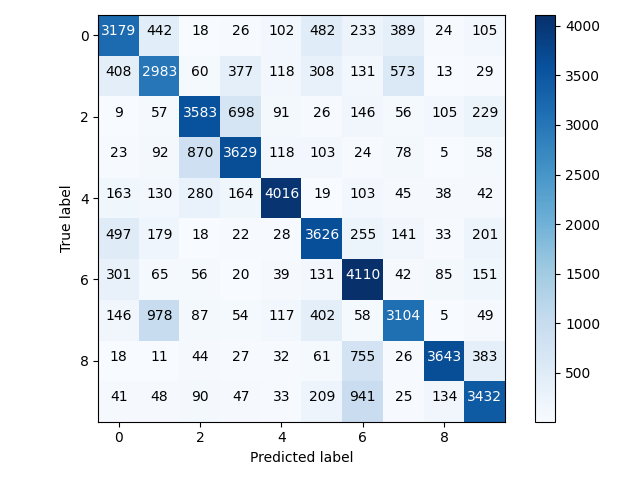 0 3179 442 18 26 102 482 233 389 24 105
408 2983 60 377 118 308 131 573 13 29
2 9 57 3583 698 91 26 146 56 105 229
23 92 870 3629 118 103 24 78 5 58
4 163 130 280 164 4016 19 103 45 38 42
497 179 18 22 28 3626 255 141 33 201
6 301 65 56 20 39 131 4110 42 85 151
146 978 87 54 117 402 58 3104 5 49
8 18 11 44 27 32 61 755 26 3643 383
41 48 90 47 33 209 941 25 134 3432
0 2 4 6 8
Predicted label
True label
4000
3500
3000
2500
2000
1500
1000
500